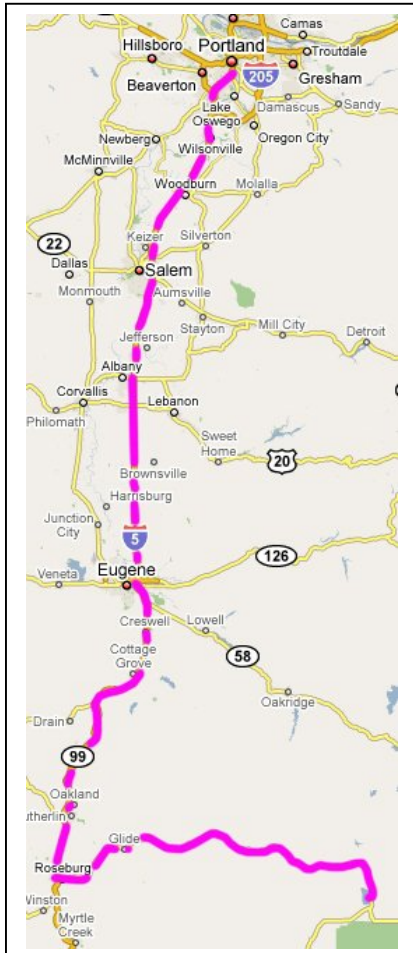 Camas
Hillsboro
Portland
Troutdale
205
Beaverton
Gresham
Lake
Oswego
Damascus
Sandy
Newberg
Oregon City
Wilsonville
McMinnville
Woodburn
Molalla
22
Keizer
Silverton
Dallas
Salem
Monmouth
Aumsville
Stayton
Mill City
Detroit
Jefferson
Albany
Corvallis
Lebanon
Philomath
Sweet
Home
20
Brownsville
Harrisburg
Junction
City
5
126
Eugene
Veneta
Creswell
Lowell
58
Cottage
Grove
Oakridge
Drain
99
Oakland
utherlin
Glide
Roseburg
Winston
Myrtle
Creek